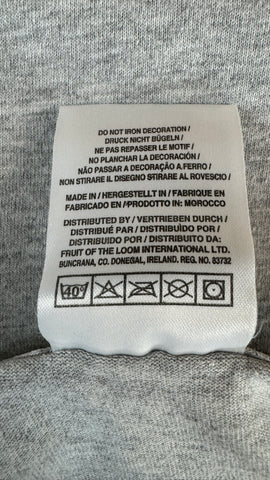 DO NOT IRON DECORATION /
DRUCK NICHT BÜGELN /
NE PAS REPASSER LE MOTIF /
NO PLANCHAR LA DECORACIÓN /
NÃO PASSAR A DECORAÇÃO A.FERRO /
NON STIRARE IL DISEGNO STIRARE AL ROVESCIO
MADE IN / HERGESTELLT IN / FABRIQUE EN
FABRICADO EN /PRODOTTO IN: MOROCCO
DISTRIBUTED BY / VERTRIEBEN DURCH /
DISTRIBUÉ PAR / DISTRIBUIDO POR /
DISTRIBUIDO POR / DISTRIBUITO DA:
FRUIT OF THE LOOM INTERNATIONAL LTD.
BUNCRANA, CO. DONEGAL, IRELAND. REG. NO. 83732
40°